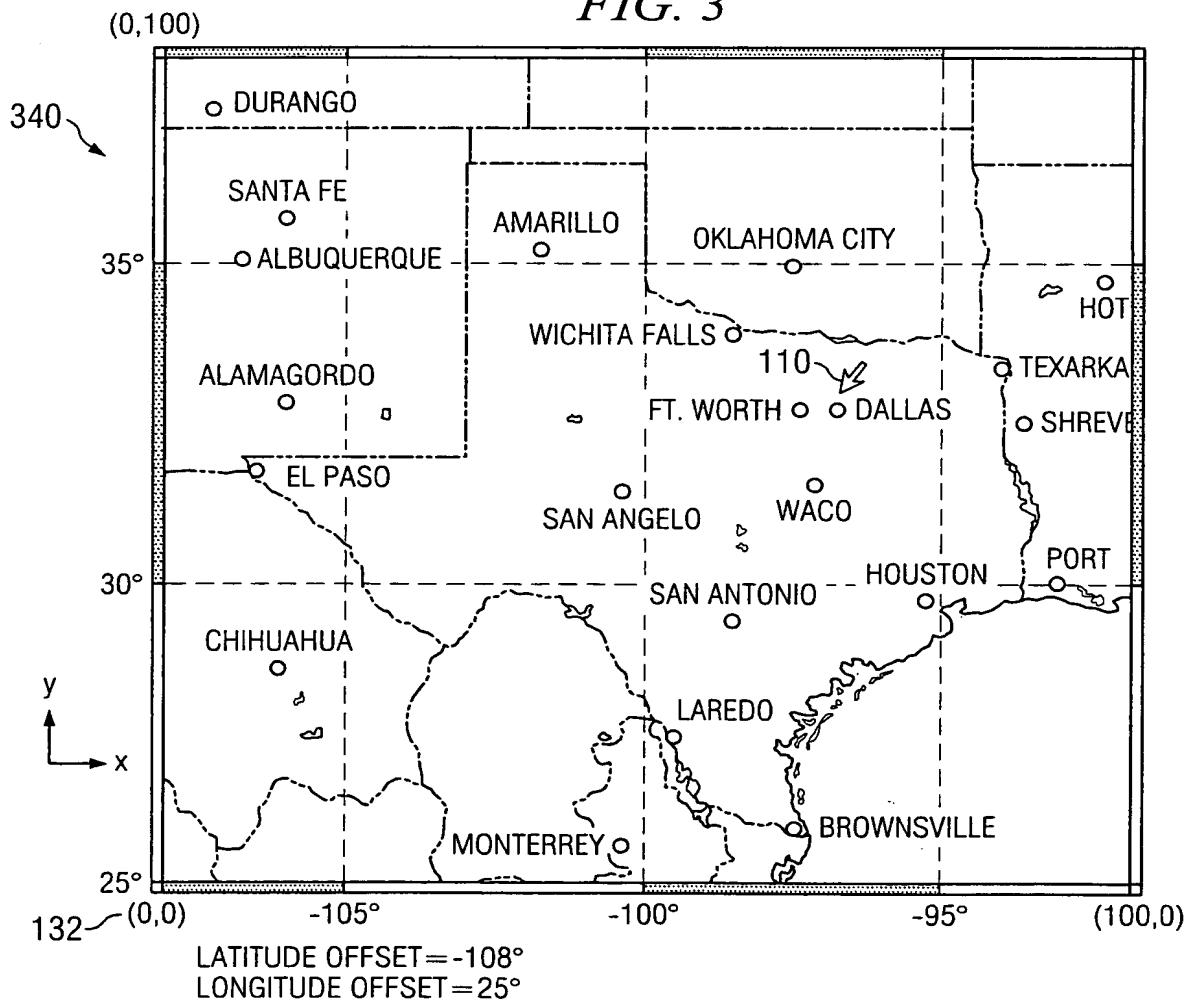 FIG. 3
(0,100)
340
DURANGO
SANTA FE
AMARILLO
OKLAHOMA CITY
ALBUQUERQUE
35°
HOT
WICHITA FALLS
110
ALAMAGORDO
TEXARKA
FT. WORTH
DALLAS
SHREVE
EL PASO
SAN ANGELO
WACO
30°
HOUSTON
PORT
SAN ANTONIO
CHIHUAHUA
y
x
LAREDO
MONTERREY
BROWNSVILLE
25°
132
(0,0)
-105°
-100°
-95°
(100,0)
LATITUDE OFFSET=-108°
LONGITUDE OFFSET=25°